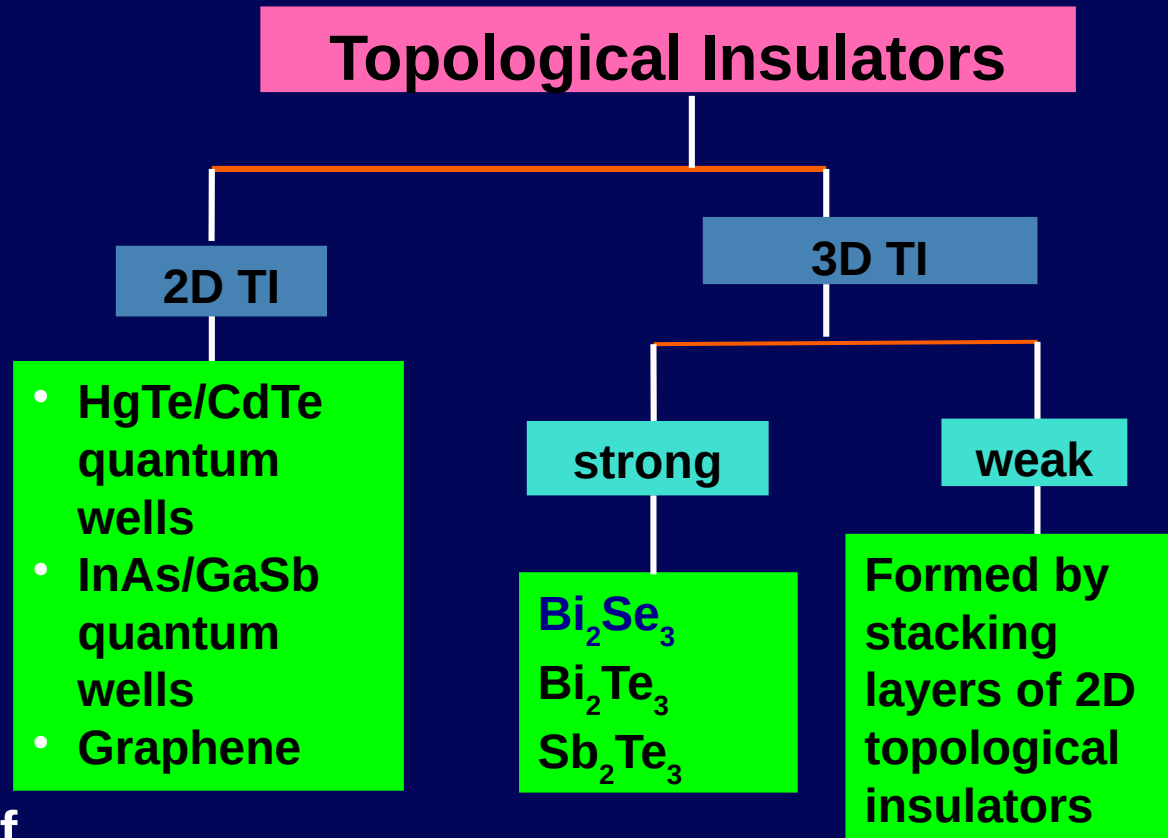 Topological Insulators
2D TI
3D TI
• HgTe/CdTe
quantum
wells
• InAs/GaSb
quantum
wells
• Graphene
strong
weak
Bi₂Se₃
Bi₂Te₃
Sb₂Te₃
Formed by
stacking
layers of 2D
topological
insulators
f